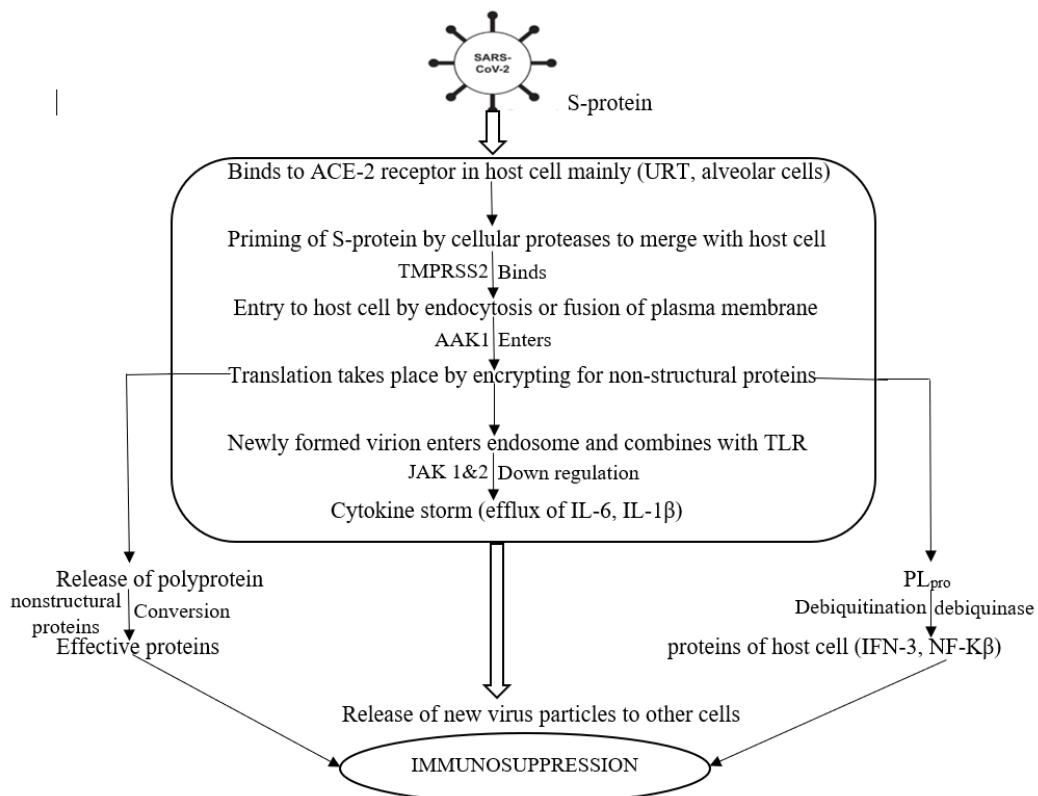 SARS-
CoV-2
S-protein
Binds to ACE-2 receptor in host cell mainly (URT, alveolar cells)
Priming of S-protein by cellular proteases to merge with host cell
TMPRSS2 Binds
Entry to host cell by endocytosis or fusion of plasma membrane
AAK1 Enters
Translation takes place by encrypting for non-structural proteins
Newly formed virion enters endosome and combines with TLR
JAK 1&2 Down regulation
Cytokine storm (efflux of IL-6, IL-1β)
Release of polyprotein
nonstructural proteins
Conversion
Effective proteins
PLpro
Debiquitination debiquinase
proteins of host cell (IFN-3, NF-Kβ)
Release of new virus particles to other cells
IMMUNOSUPPRESSION